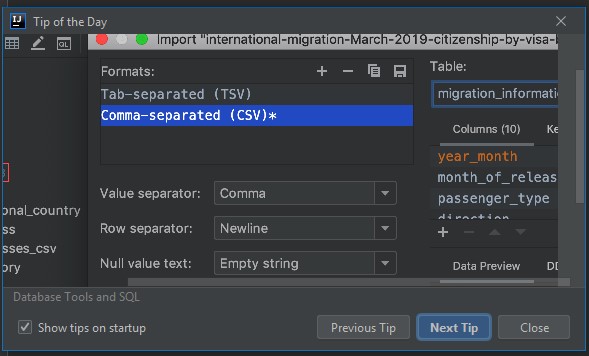 IJ Tip of the Day
Import "international-migration-March-2019-citizenship-by-visa-
QL
Formats:
Tab-separated (TSV)
Comma-separated (CSV)*
Value separator: Comma
Row separator: Newline
Null value text: Empty string
Table:
migration_informatio
Columns (10) Ke
year_month
month_of_releas
passenger_type
direction
Data Preview DD
onal_country
ss
sses_csv
ory
Database Tools and SQL
Show tips on startup
Previous Tip
Next Tip
Close